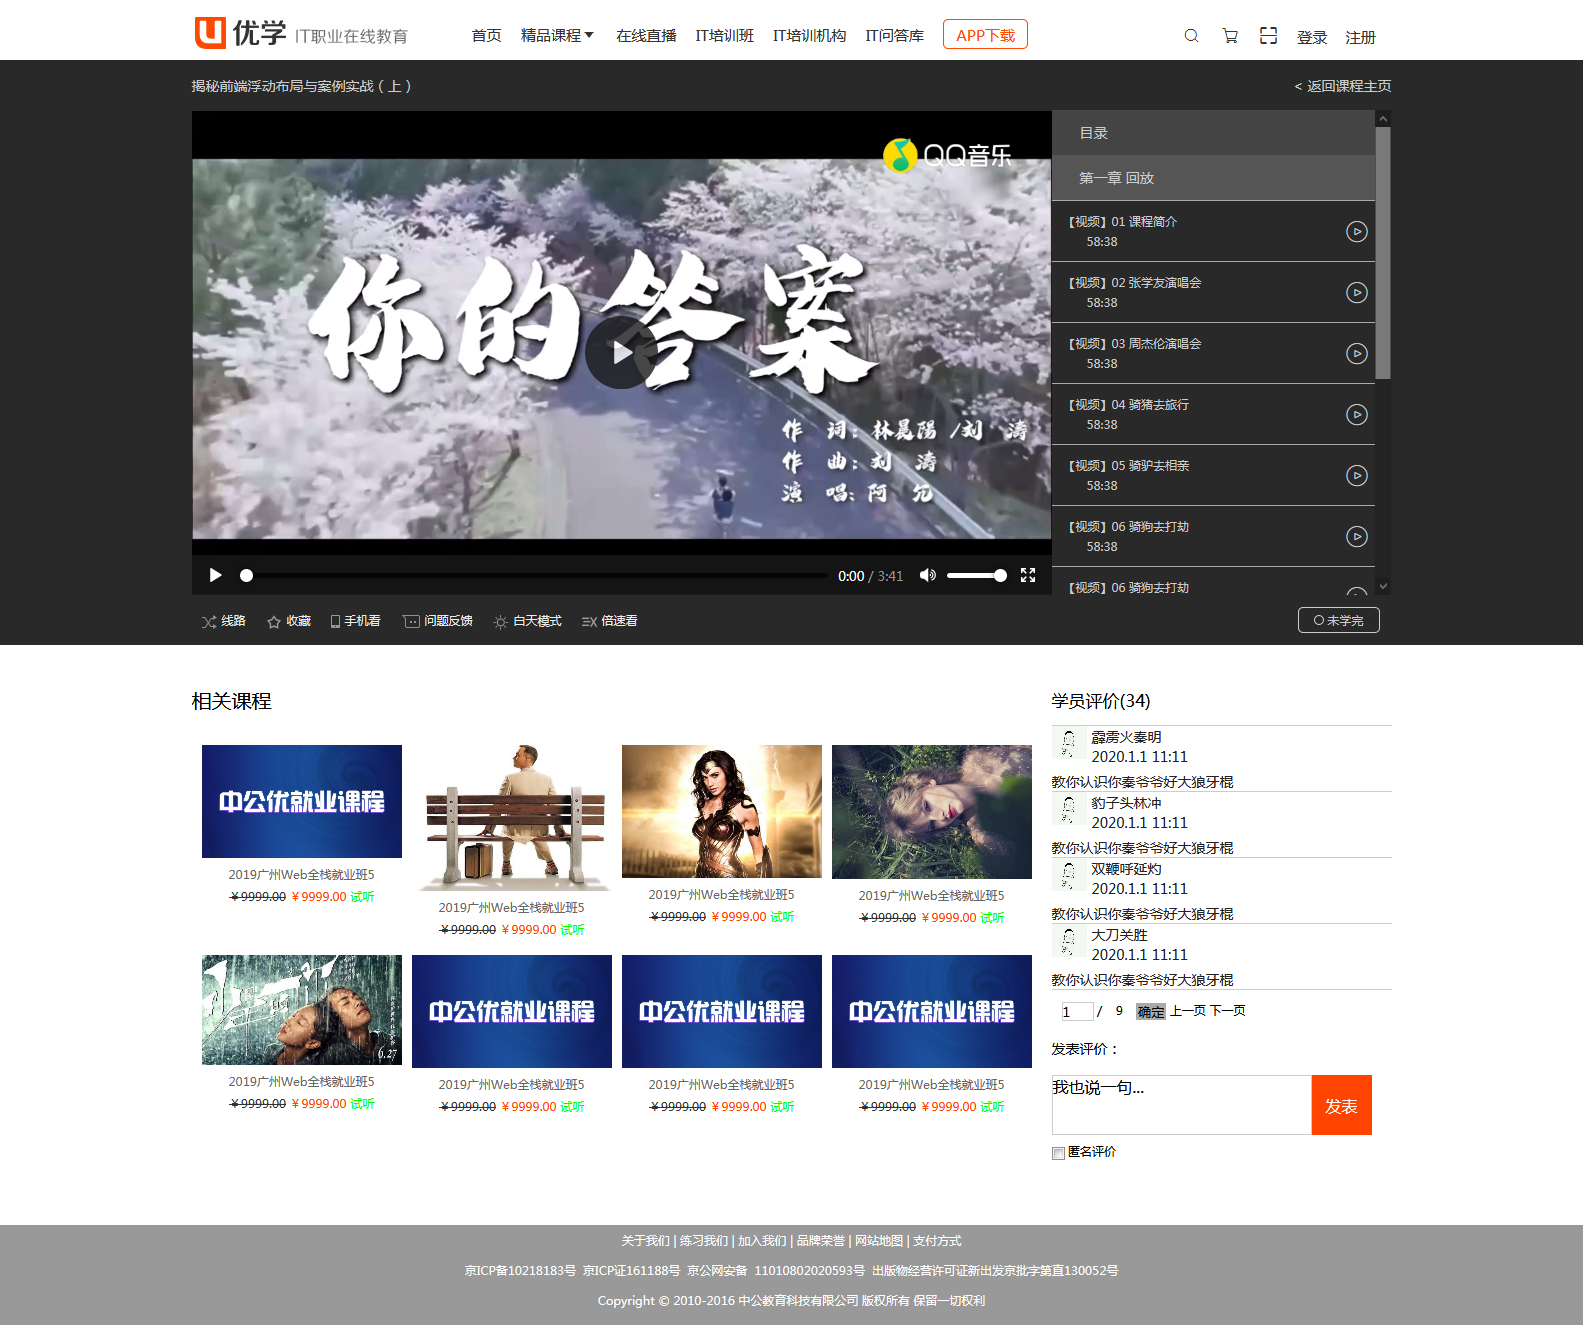 优学 IT职业在线教育
首页 精品课程 在线直播 IT培训班 IT培训机构 IT问答库 APP下载
登录 注册
揭秘前端浮动布局与案例实战（上）
< 返回课程主页
QQ音乐
你的答案
作 词：林晨陽 /刘 涛
作 曲：刘 涛
演 唱：阿 冗
0:00 / 3:41
目录
第一章 回放
【视频】01 课程简介
58:38
【视频】02 张学友演唱会
58:38
【视频】03 周杰伦演唱会
58:38
【视频】04 骑猪去旅行
58:38
【视频】05 骑驴去相亲
58:38
【视频】06 骑狗去打劫
58:38
【视频】06 骑狗去打劫
线路 收藏 手机看 问题反馈 白天模式 倍速看
未学完
相关课程
中公优就业课程
2019广州Web全栈就业班5
￥9999.00 ￥9999.00 试听
2019广州Web全栈就业班5
￥9999.00 ￥9999.00 试听
2019广州Web全栈就业班5
￥9999.00 ￥9999.00 试听
2019广州Web全栈就业班5
￥9999.00 ￥9999.00 试听
6.27
2019广州Web全栈就业班5
￥9999.00 ￥9999.00 试听
中公优就业课程
2019广州Web全栈就业班5
￥9999.00 ￥9999.00 试听
中公优就业课程
2019广州Web全栈就业班5
￥9999.00 ￥9999.00 试听
中公优就业课程
2019广州Web全栈就业班5
￥9999.00 ￥9999.00 试听
学员评价(34)
霹雳火秦明
2020.1.1 11:11
教你认识你秦爷爷好大狼牙棍
豹子头林冲
2020.1.1 11:11
教你认识你秦爷爷好大狼牙棍
双鞭呼延灼
2020.1.1 11:11
教你认识你秦爷爷好大狼牙棍
大刀关胜
2020.1.1 11:11
教你认识你秦爷爷好大狼牙棍
1 / 9 确定 上一页 下一页
发表评价：
我也说一句...
发表
匿名评价
关于我们 | 练习我们 | 加入我们 | 品牌荣誉 | 网站地图 | 支付方式
京ICP备10218183号 京ICP证161188号 京公网安备 11010802020593号 出版物经营许可证新出发京批字第直130052号
Copyright © 2010-2016 中公教育科技有限公司 版权所有 保留一切权利